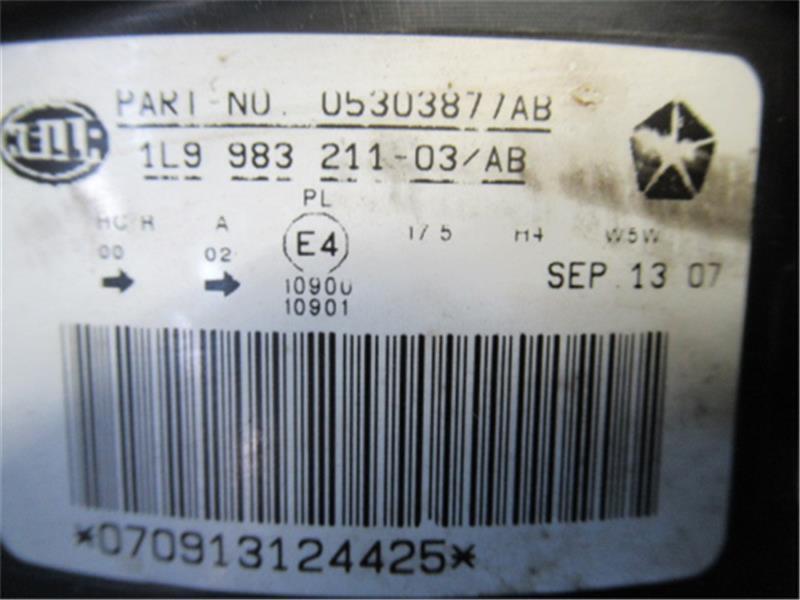 PART-NO. 05303877AB
HELLA
1L9 983 211-03/AB
PL
HC R A E4 17 5 H4 W5W
00 02
SEP 13 07
10900
10901
*070913124425*